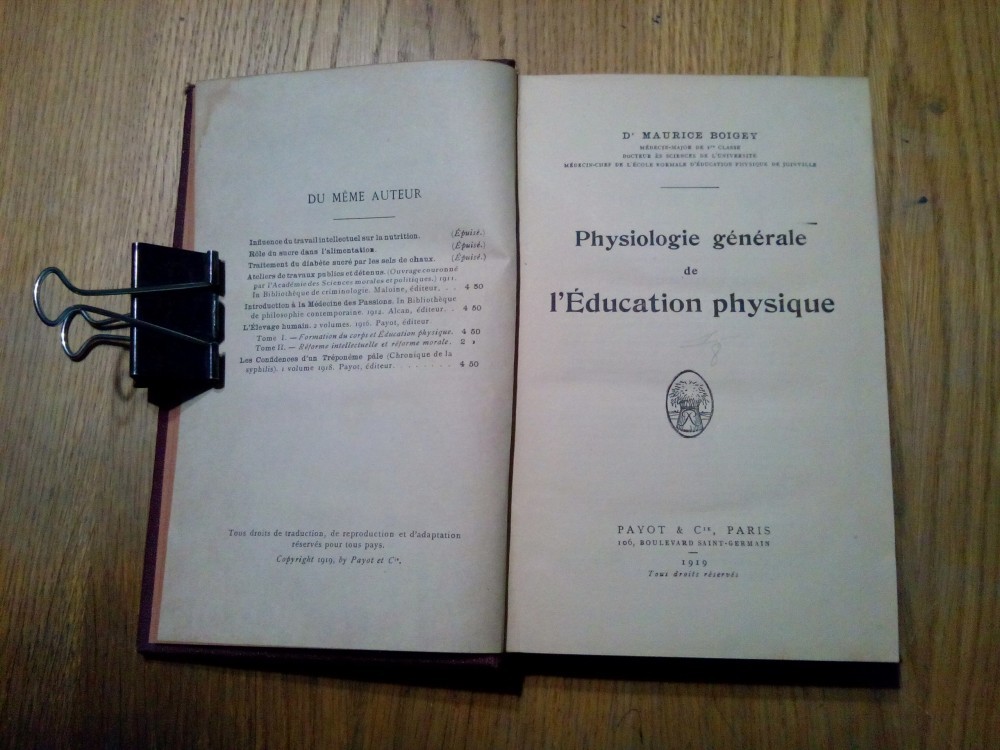 DU MÊME AUTEUR
Influence du travail intellectuel sur la nutrition. (Épuisé.)
Rôle du sucre dans l'alimentation. (Épuisé.)
Traitement du diabète sucré par les sels de chaux. (Épuisé.)
Ateliers de travaux publics et détenus. (Ouvrage couronné
par l'Académie des Sciences morales et politiques.) 1911.
In Bibliothèque de criminologie. Maloine, éditeur. . . 4 50
Introduction à la Médecine des Passions. In Bibliothèque
de philosophie contemporaine. 1914. Alcan, éditeur. . 4 50
L'Élevage humain. 2 volumes. 1916. Payot, éditeur
Tome I. — Formation du corps et Éducation physique. 4 50
Tome II. — Réforme intellectuelle et réforme morale. 2 »
Les Confidences d'un Tréponème pâle (Chronique de la
syphilis). 1 volume 1918. Payot, éditeur. . . . . . . . 4 50
Tous droits de traduction, de reproduction et d'adaptation
réservés pour tous pays.
Copyright 1919, by Payot et Cie.
Dr MAURICE BOIGEY
MÉDECIN-MAJOR DE 1re CLASSE
DOCTEUR ÈS SCIENCES DE L'UNIVERSITÉ
MÉDECIN-CHEF DE L'ÉCOLE NORMALE D'ÉDUCATION PHYSIQUE DE JOINVILLE
Physiologie générale
de
l'Éducation physique
PAYOT & Cie, PARIS
106, BOULEVARD SAINT-GERMAIN
1919
Tous droits réservés